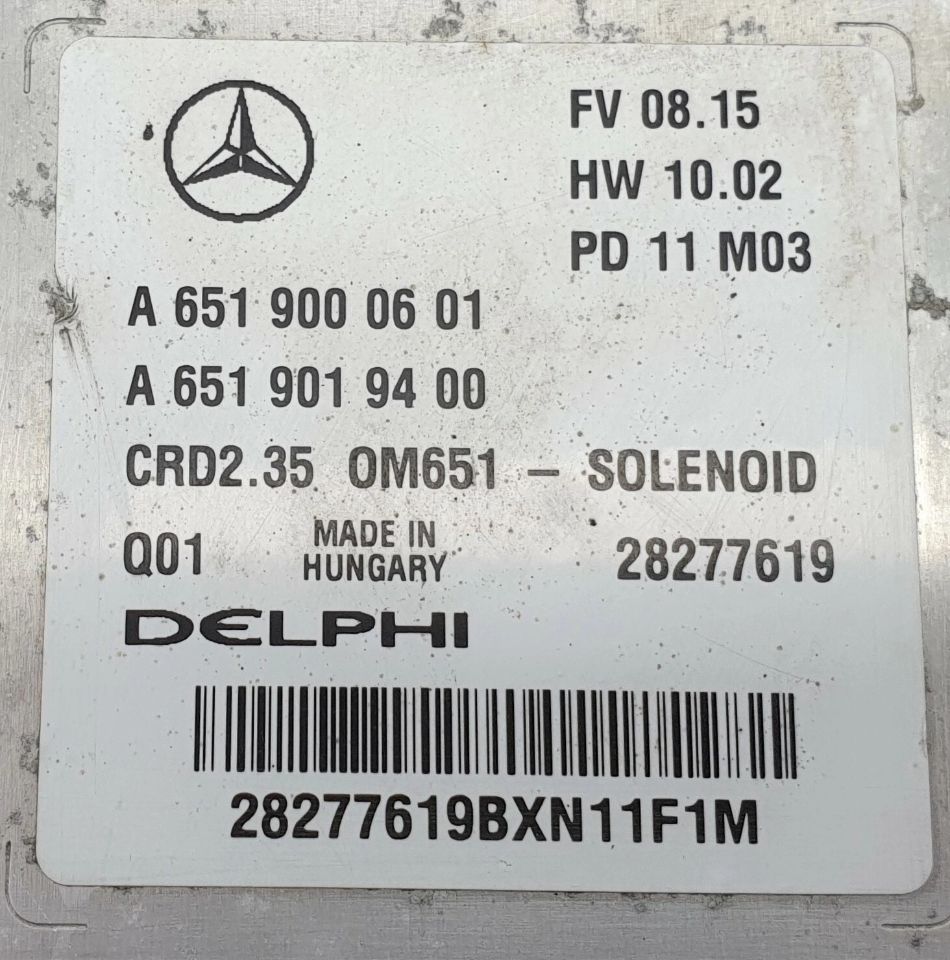 FV 08.15
HW 10.02
PD 11 M03
A 651 900 06 01
A 651 901 94 00
CRD2.35 OM651 – SOLENOID
Q01 MADE IN HUNGARY 28277619
DELPHI
28277619BXN11F1M